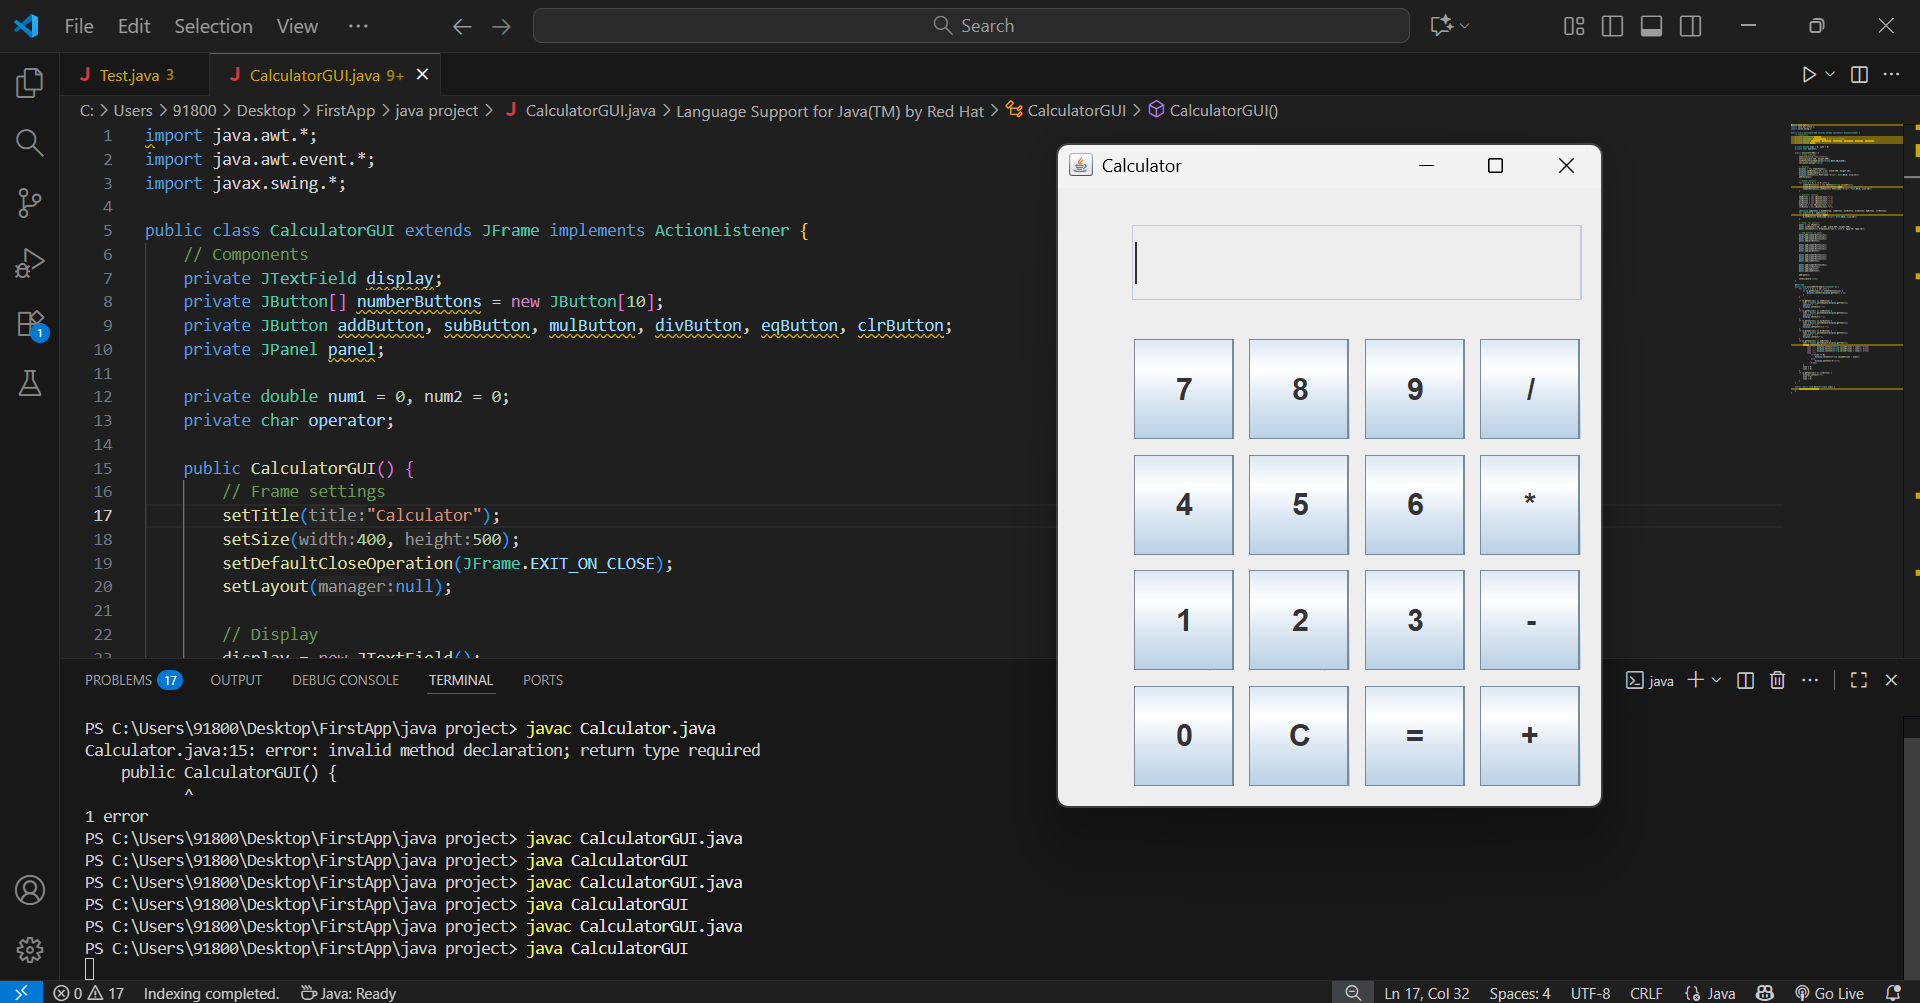 File Edit Selection View ··· Search
Test.java 3 CalculatorGUI.java 9+
C: > Users > 91800 > Desktop > FirstApp > java project > CalculatorGUI.java > Language Support for Java(TM) by Red Hat > CalculatorGUI > CalculatorGUI()
1 import java.awt.*;
2 import java.awt.event.*;
3 import javax.swing.*;
4
5 public class CalculatorGUI extends JFrame implements ActionListener {
6 // Components
7 private JTextField display;
8 private JButton[] numberButtons = new JButton[10];
9 private JButton addButton, subButton, mulButton, divButton, eqButton, clrButton;
10 private JPanel panel;
11
12 private double num1 = 0, num2 = 0;
13 private char operator;
14
15 public CalculatorGUI() {
16 // Frame settings
17 setTitle(title:"Calculator");
18 setSize(width:400, height:500);
19 setDefaultCloseOperation(JFrame.EXIT_ON_CLOSE);
20 setLayout(manager:null);
21
22 // Display
23 display = new JTextField();
Calculator
7 8 9 /
4 5 6 *
1 2 3 -
0 C = +
PROBLEMS 17 OUTPUT DEBUG CONSOLE TERMINAL PORTS java
PS C:\Users\91800\Desktop\FirstApp\java project> javac Calculator.java
Calculator.java:15: error: invalid method declaration; return type required
public CalculatorGUI() {
^
1 error
PS C:\Users\91800\Desktop\FirstApp\java project> javac CalculatorGUI.java
PS C:\Users\91800\Desktop\FirstApp\java project> java CalculatorGUI
PS C:\Users\91800\Desktop\FirstApp\java project> javac CalculatorGUI.java
PS C:\Users\91800\Desktop\FirstApp\java project> java CalculatorGUI
PS C:\Users\91800\Desktop\FirstApp\java project> javac CalculatorGUI.java
PS C:\Users\91800\Desktop\FirstApp\java project> java CalculatorGUI
0 17 Indexing completed. Java: Ready Ln 17, Col 32 Spaces: 4 UTF-8 CRLF {} Java Go Live